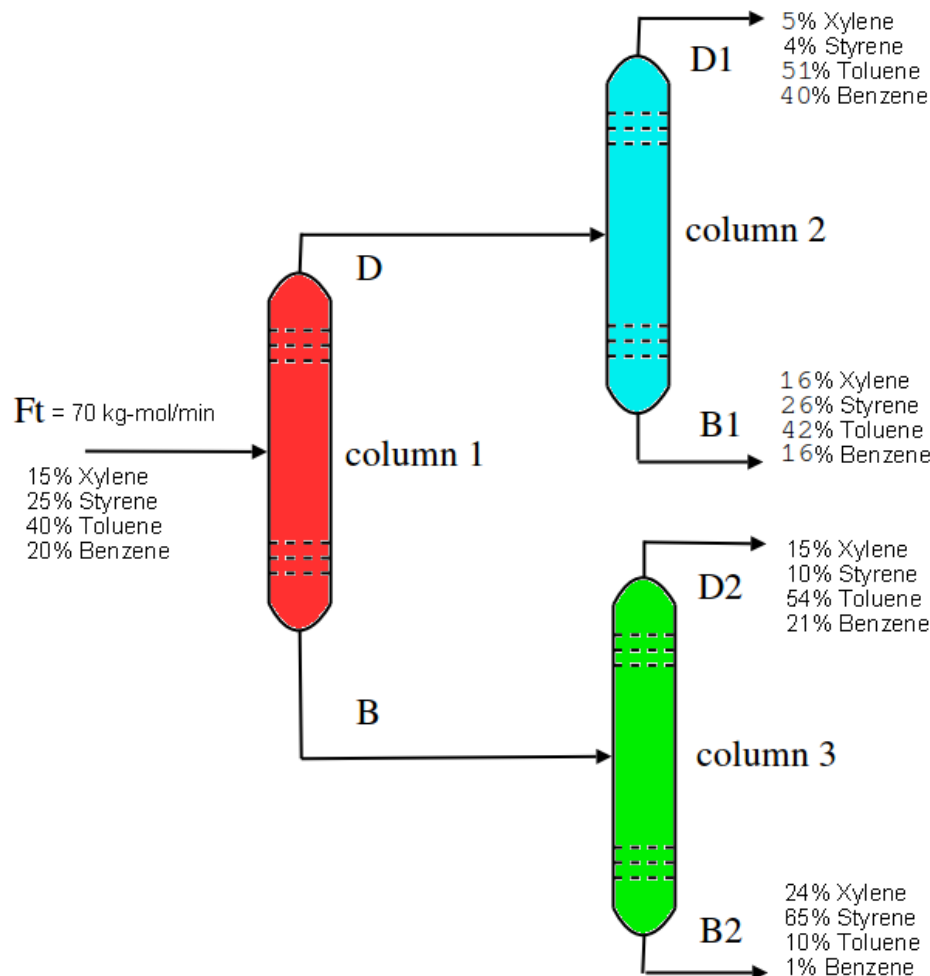 5% Xylene
4% Styrene
51% Toluene
40% Benzene
D1
column 2
D
16% Xylene
26% Styrene
42% Toluene
16% Benzene
B1
Ft = 70 kg-mol/min
column 1
15% Xylene
25% Styrene
40% Toluene
20% Benzene
15% Xylene
10% Styrene
54% Toluene
21% Benzene
D2
B
column 3
24% Xylene
65% Styrene
10% Toluene
1% Benzene
B2